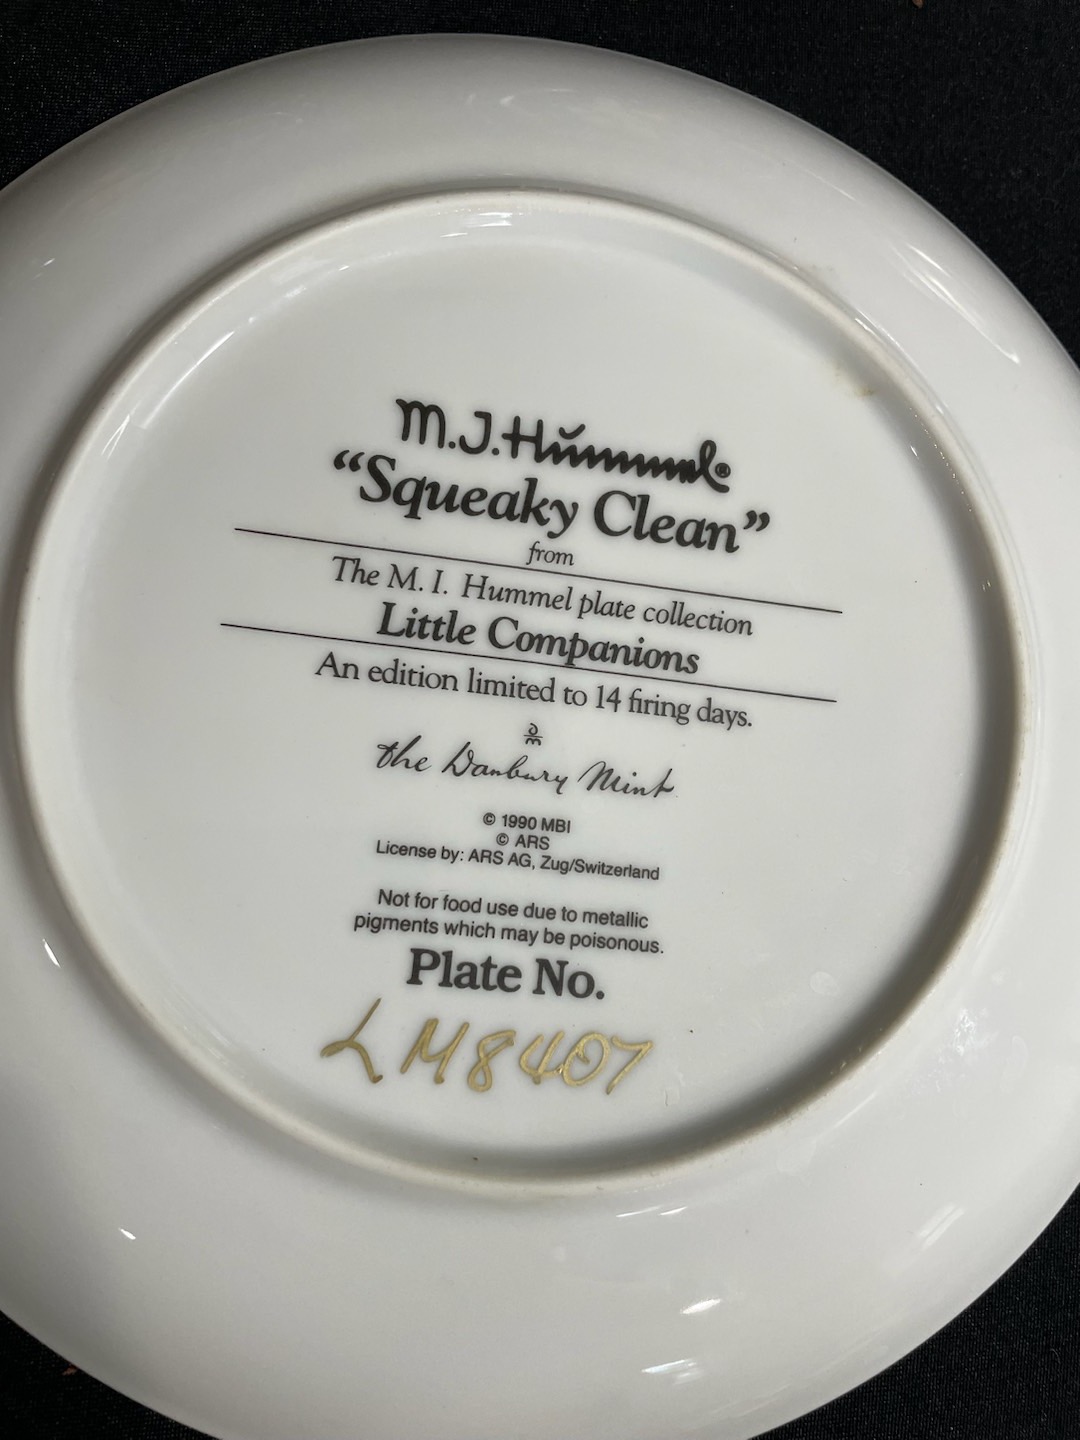 M.J.Hummel®
“Squeaky Clean”
from
The M. I. Hummel plate collection
Little Companions
An edition limited to 14 firing days.
the Danbury Mint
© 1990 MBI
© ARS
License by: ARS AG, Zug/Switzerland
Not for food use due to metallic
pigments which may be poisonous.
Plate No.
LM8407